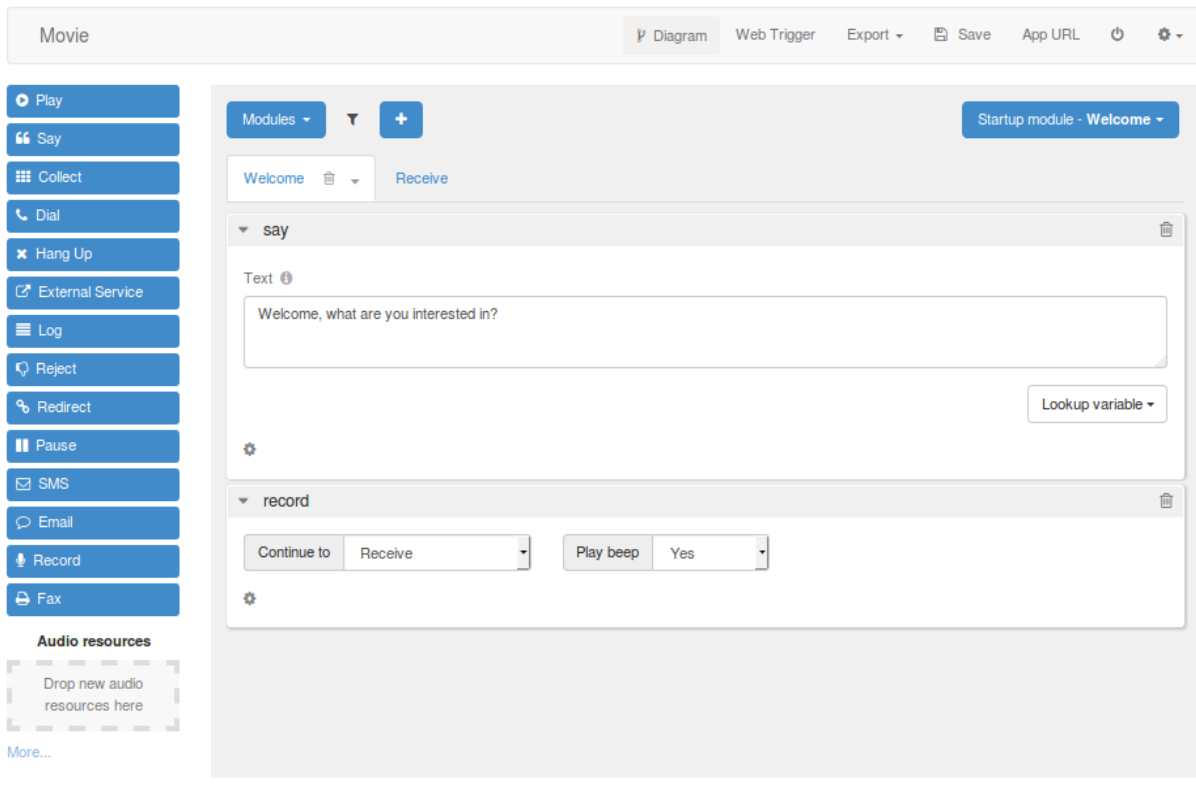 Movie
Diagram
Web Trigger
Export
Save
App URL
Play
Say
Collect
Dial
Hang Up
External Service
Log
Reject
Redirect
Pause
SMS
Email
Record
Fax
Audio resources
Drop new audio
resources here
More...
Modules
Startup module - Welcome
Welcome
Receive
say
Text
Welcome, what are you interested in?
Lookup variable
record
Continue to
Receive
Play beep
Yes